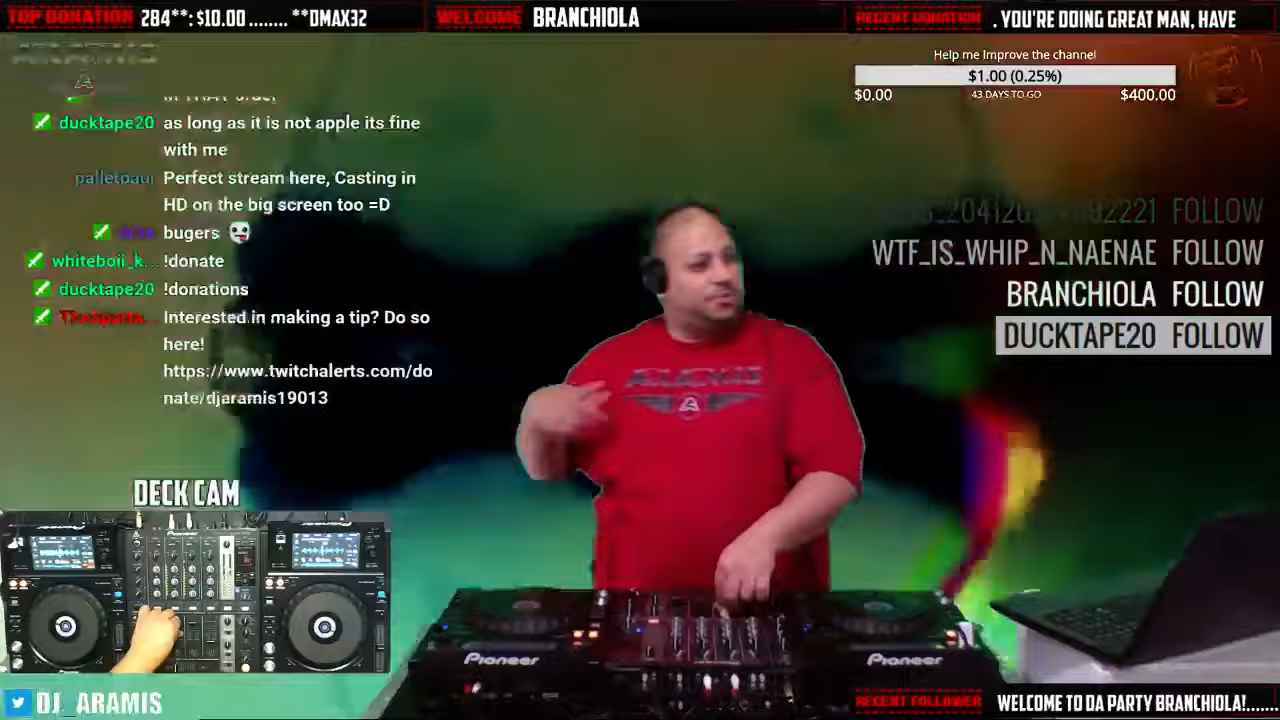 TOP DONATION 284**: $10.00 ........ **DMAX32
WELCOME BRANCHIOLA
RECENT DONATION . YOU'RE DOING GREAT MAN, HAVE
Help me Improve the channel
$1.00 (0.25%)
$0.00 43 DAYS TO GO $400.00
ducktape20 as long as it is not apple its fine
with me
Perfect stream here, Casting in
HD on the big screen too =D
bugers
whiteboii_k... !donate
ducktape20 !donations
TheSparta... Interested in making a tip? Do so
here!
https://www.twitchalerts.com/do
nate/djaramis19013
FOLLOW
WTF_IS_WHIP_N_NAENAE FOLLOW
BRANCHIOLA FOLLOW
DUCKTAPE20 FOLLOW
ARAMIS
A
DECK CAM
Pioneer
Pioneer
Pioneer
DJ_ARAMIS
RECENT FOLLOWER WELCOME TO DA PARTY BRANCHIOLA!.......